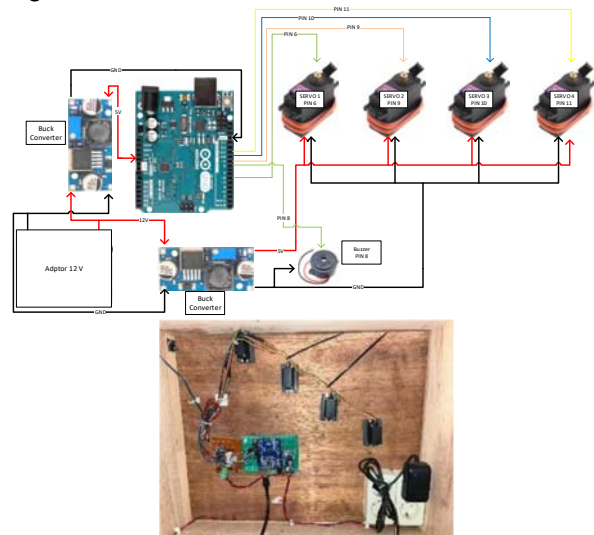 PIN 11
PIN 10
PIN 9
PIN 6
GND
5V
Buck
Converter
SERVO 1
PIN 6
SERVO 2
PIN 9
SERVO 3
PIN 10
SERVO 4
PIN 11
PIN 8
12V
5V
Buzzer
PIN 8
Adptor 12 V
Buck
Converter
GND
GND